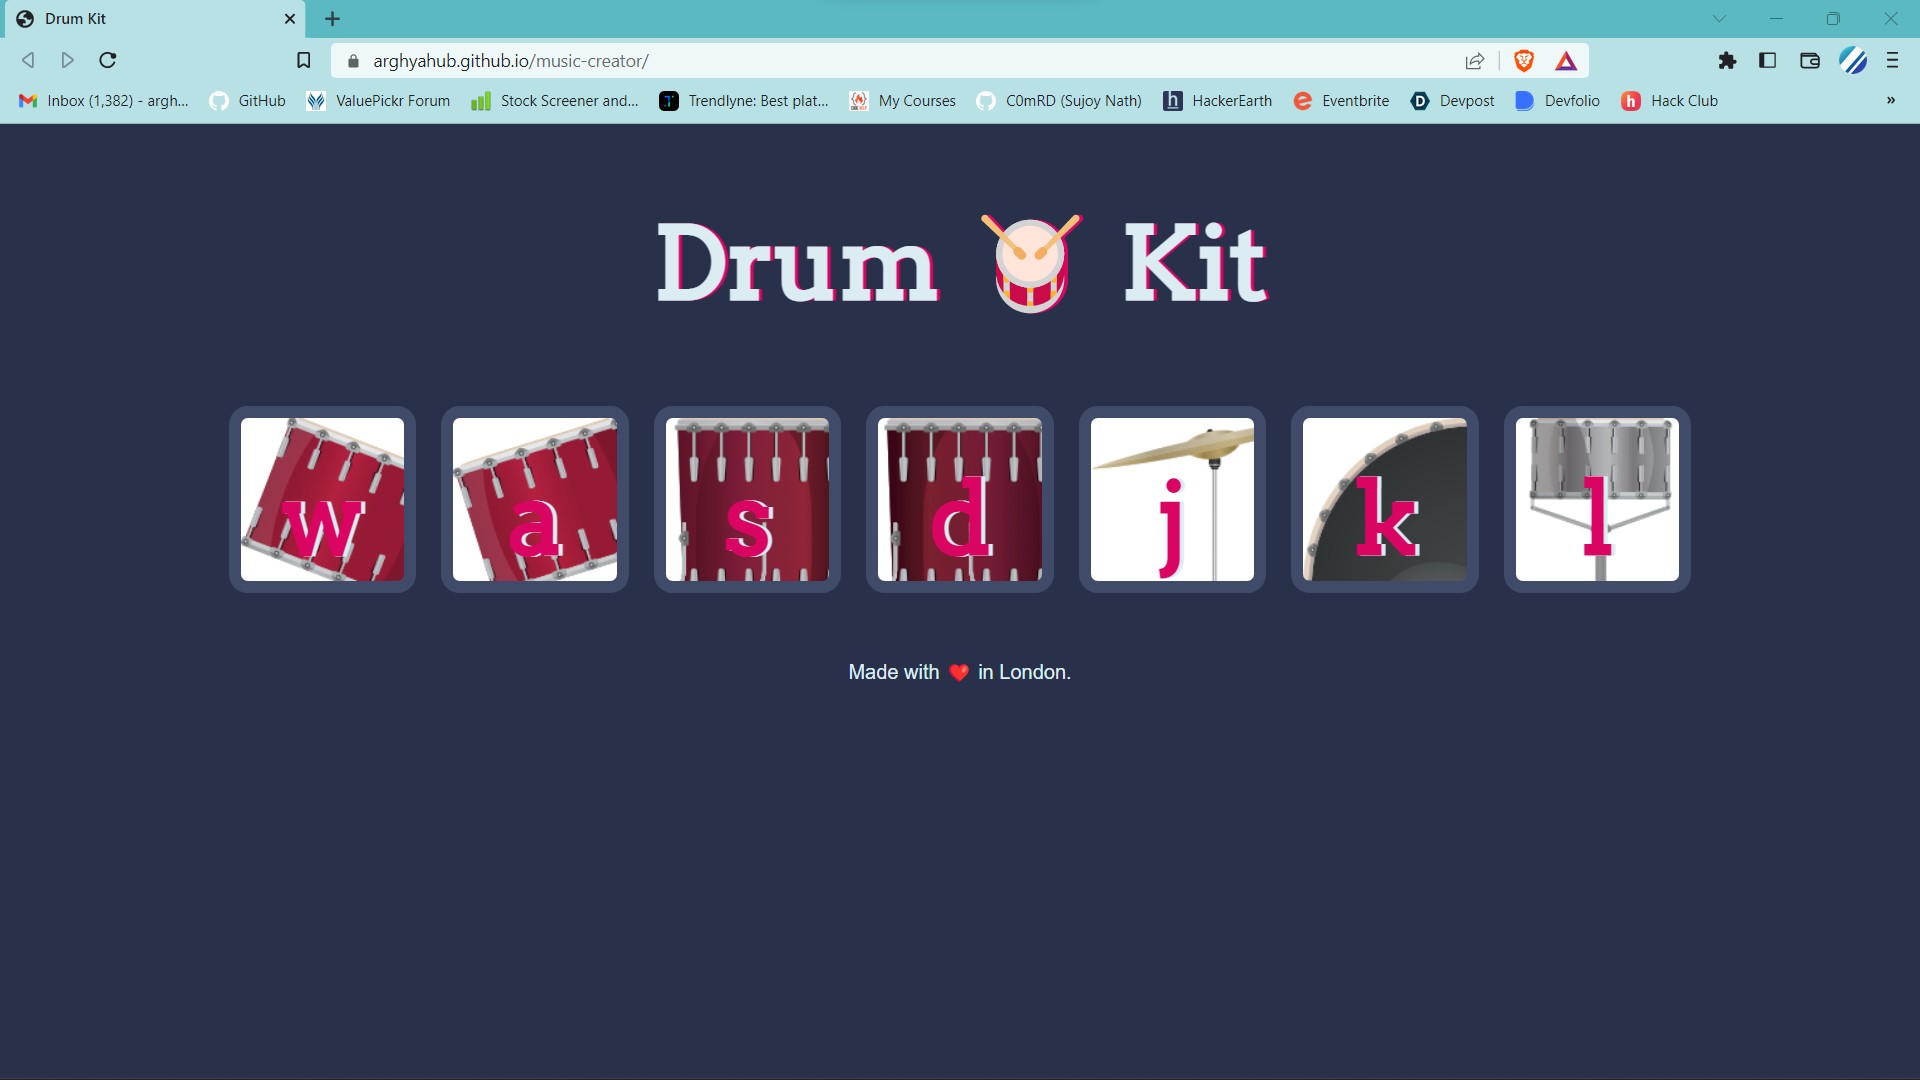 Drum Kit
arghyahub.github.io/music-creator/
Inbox (1,382) - argh... GitHub ValuePickr Forum Stock Screener and... Trendlyne: Best plat... My Courses C0mRD (Sujoy Nath) HackerEarth Eventbrite Devpost Devfolio Hack Club »
Drum Kit
w a s d j k l
Made with ❤️ in London.